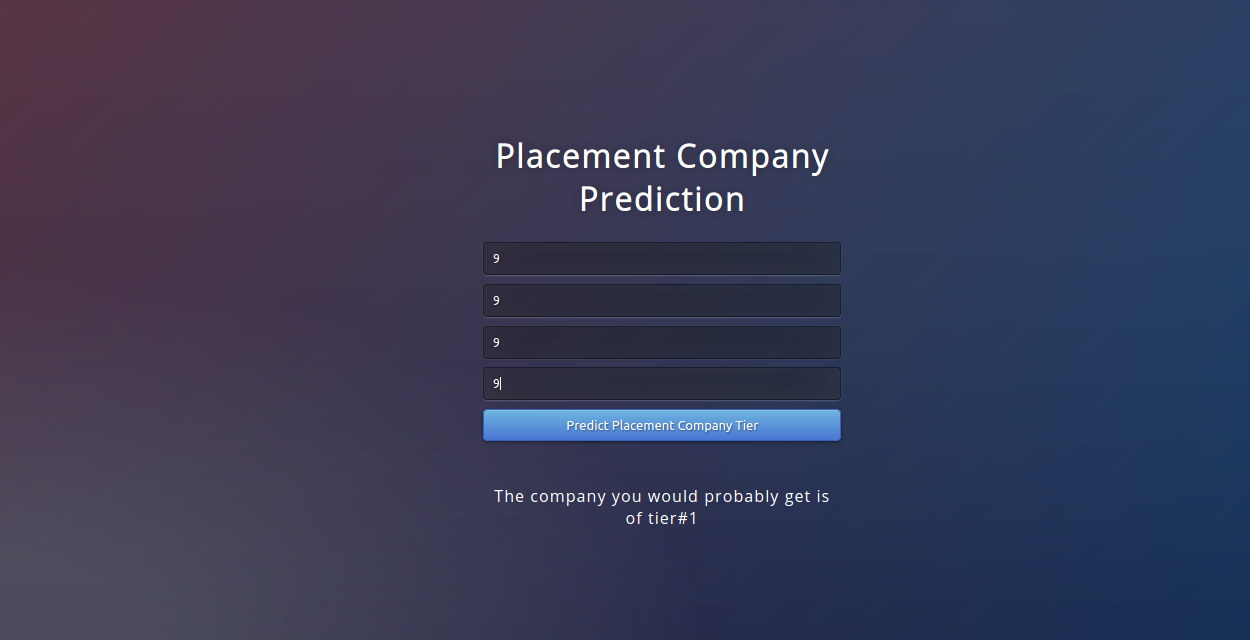 Placement Company
Prediction
9
9
9
9
Predict Placement Company Tier
The company you would probably get is
of tier#1